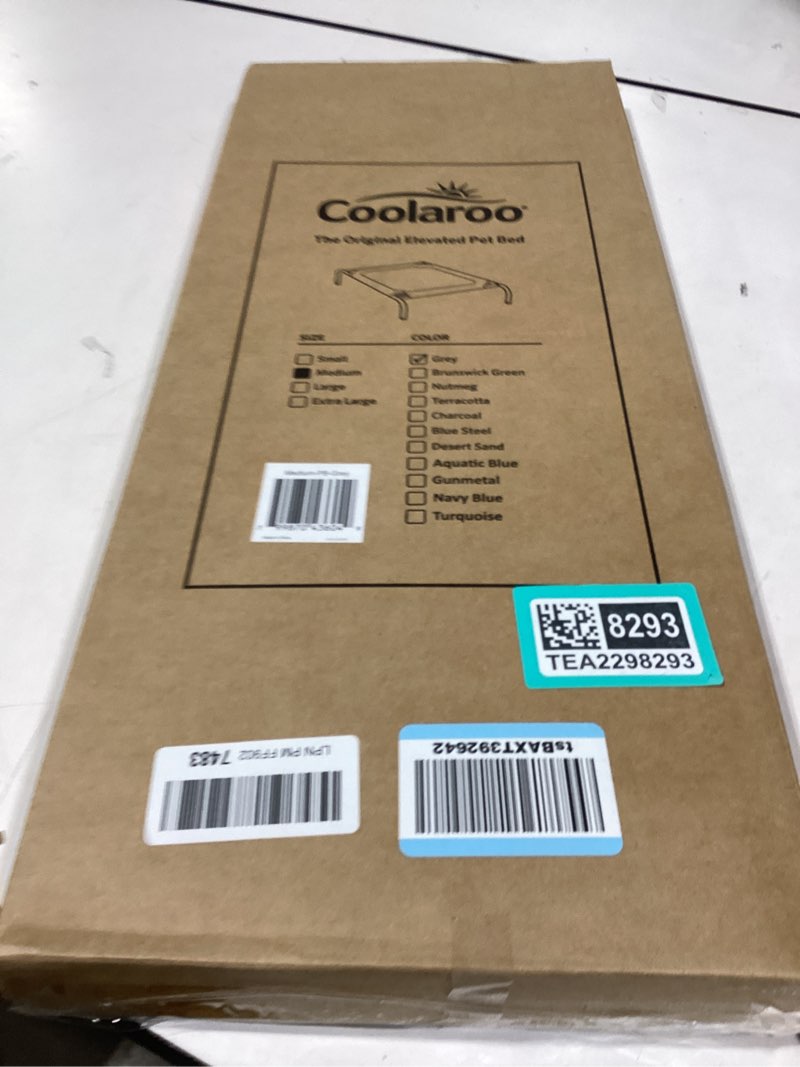 Coolaroo
The Original Elevated Pet Bed
SIZE
COLOR
Small
Medium
Large
Extra Large
Grey
Brunswick Green
Nutmeg
Terracotta
Charcoal
Blue Steel
Desert Sand
Aquatic Blue
Gunmetal
Navy Blue
Turquoise
8293
TEA2298293
LPN PM FF902 7483
tsBAXT392642